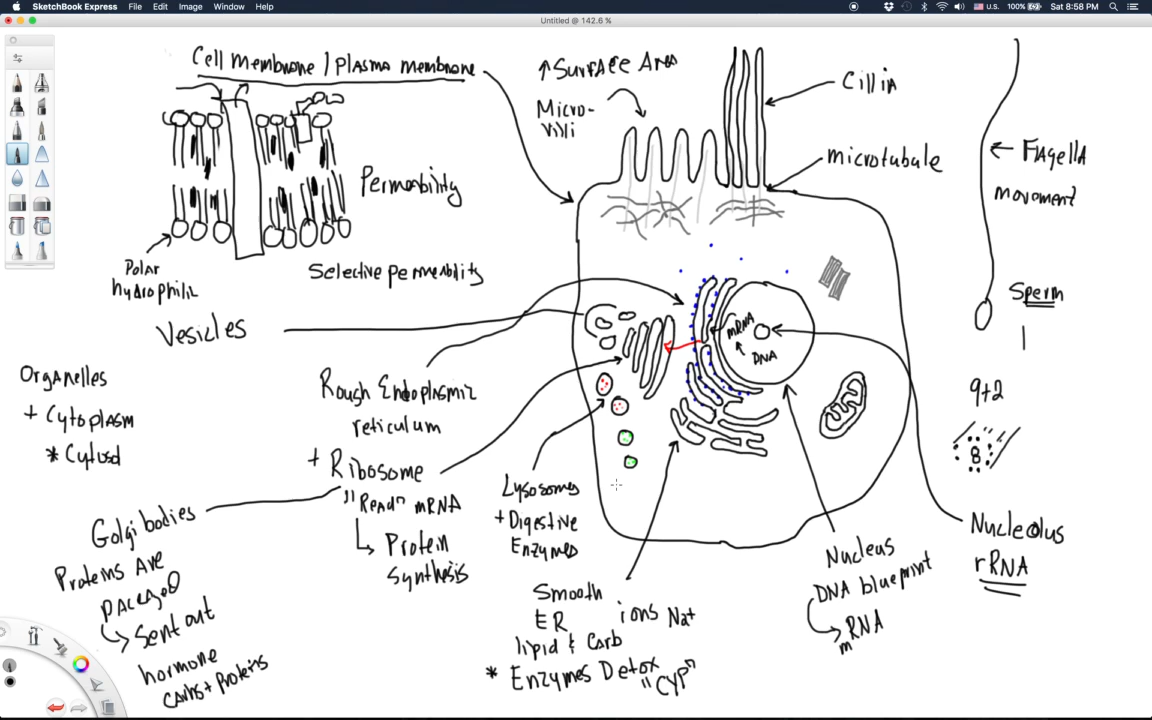 SketchBook Express File Edit Image Window Help
100% U.S. Sat 8:58 PM
Untitled @ 142.6 %
Cell membrane / plasma membrane
Permeability
Selective permeability
Polar
hydrophilic
Vesicles
Organelles
+ Cytoplasm
* Cytosol
Rough Endoplasmic
reticulum
+ Ribosome
"Read" mRNA
Protein
Synthesis
Golgi bodies
Proteins Are
packaged
Sent out
hormone
Carbs + Proteins
Lysosomes
+ Digestive
Enzymes
Smooth
ER
ions Na+
lipid & Carb
* Enzymes Detox
"CYP"
↑ Surface Area
Micro-
villi
Cillia
microtubule
Flagella
movement
Sperm
9+2
8
mRNA
DNA
Nucleus
DNA blueprint
mRNA
Nucleolus
rRNA